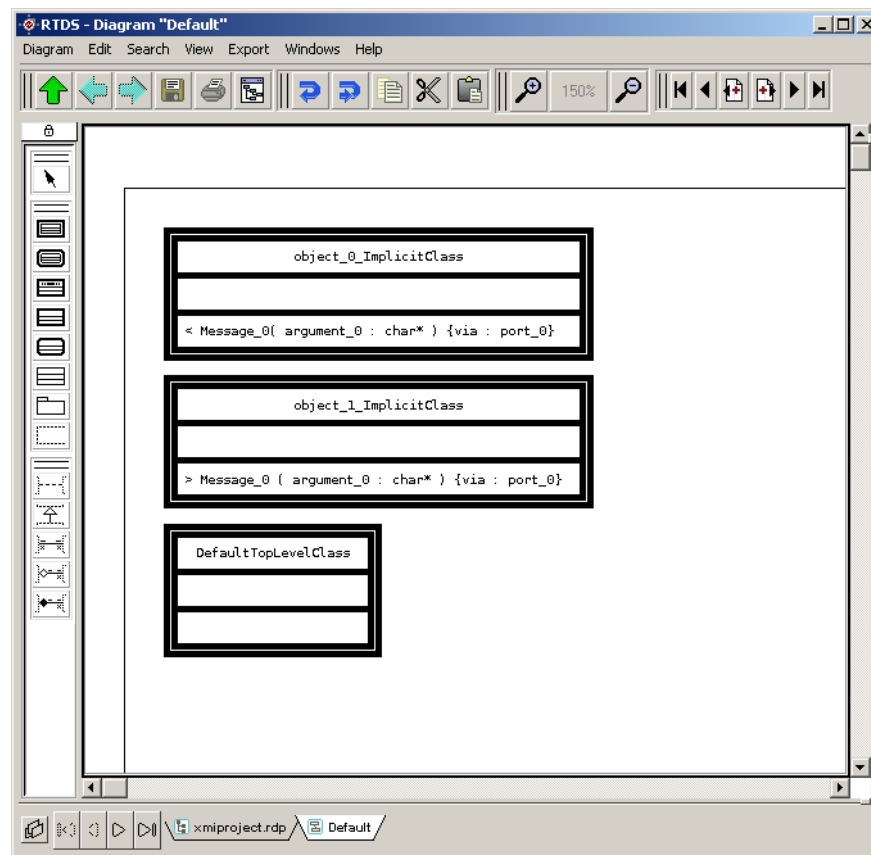 RTDS - Diagram "Default"
Diagram Edit Search View Export Windows Help
150%
object_0_ImplicitClass
< Message_0( argument_0 : char* ) {via : port_0}
object_1_ImplicitClass
> Message_0 ( argument_0 : char* ) {via : port_0}
DefaultTopLevelClass
xmiproject.rdp Default